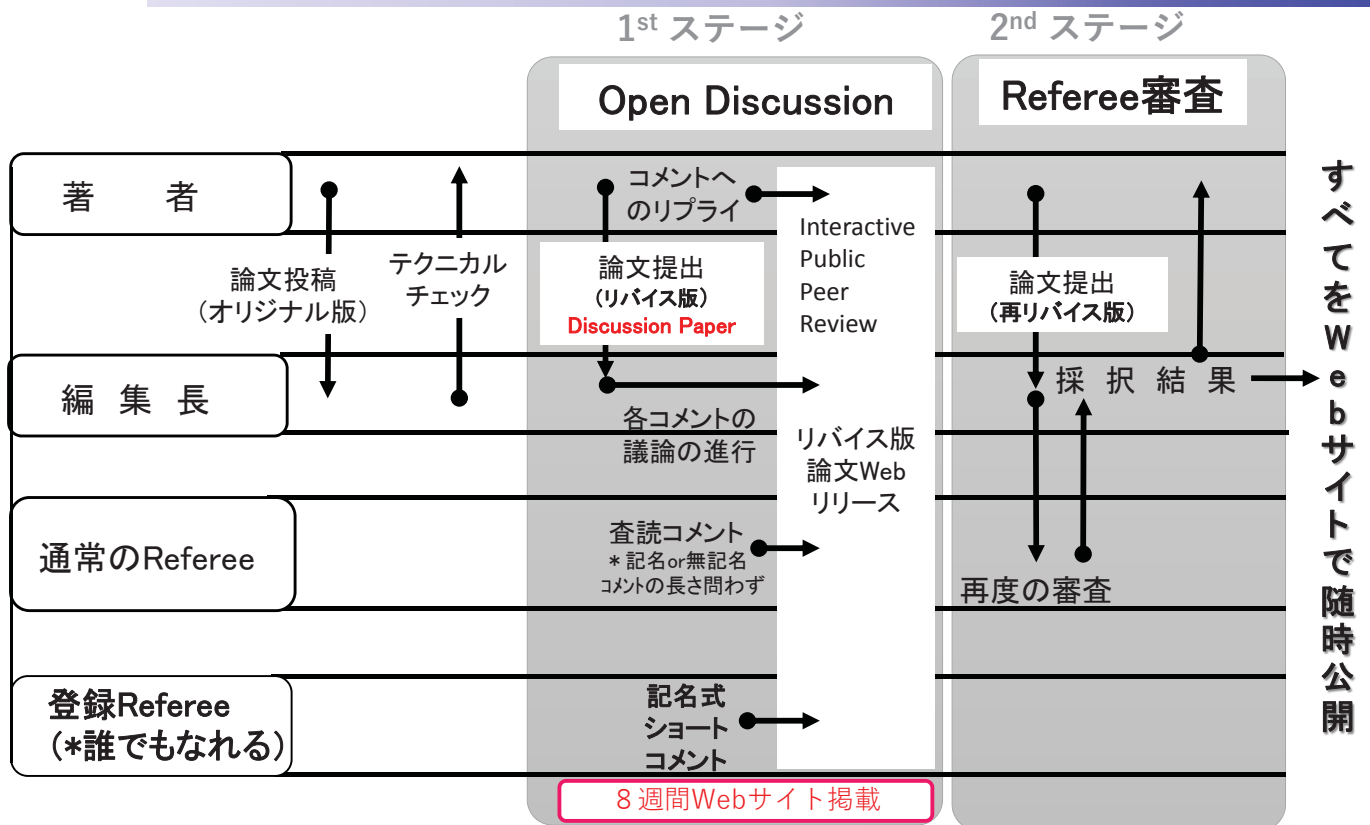 1st ステージ
2nd ステージ
Open Discussion
Referee審査
著 者
論文投稿
(オリジナル版)
テクニカル
チェック
コメントへ
のリプライ
論文提出
(リバイス版)
Discussion Paper
Interactive
Public
Peer
Review
論文提出
(再リバイス版)
編 集 長
各コメントの
議論の進行
リバイス版
論文Web
リリース
採 択 結 果
通常のReferee
査読コメント
*記名or無記名
コメントの長さ問わず
再度の審査
登録Referee
(*誰でもなれる)
記名式
ショート
コメント
8週間Webサイト掲載
すべてをWebサイトで随時公開